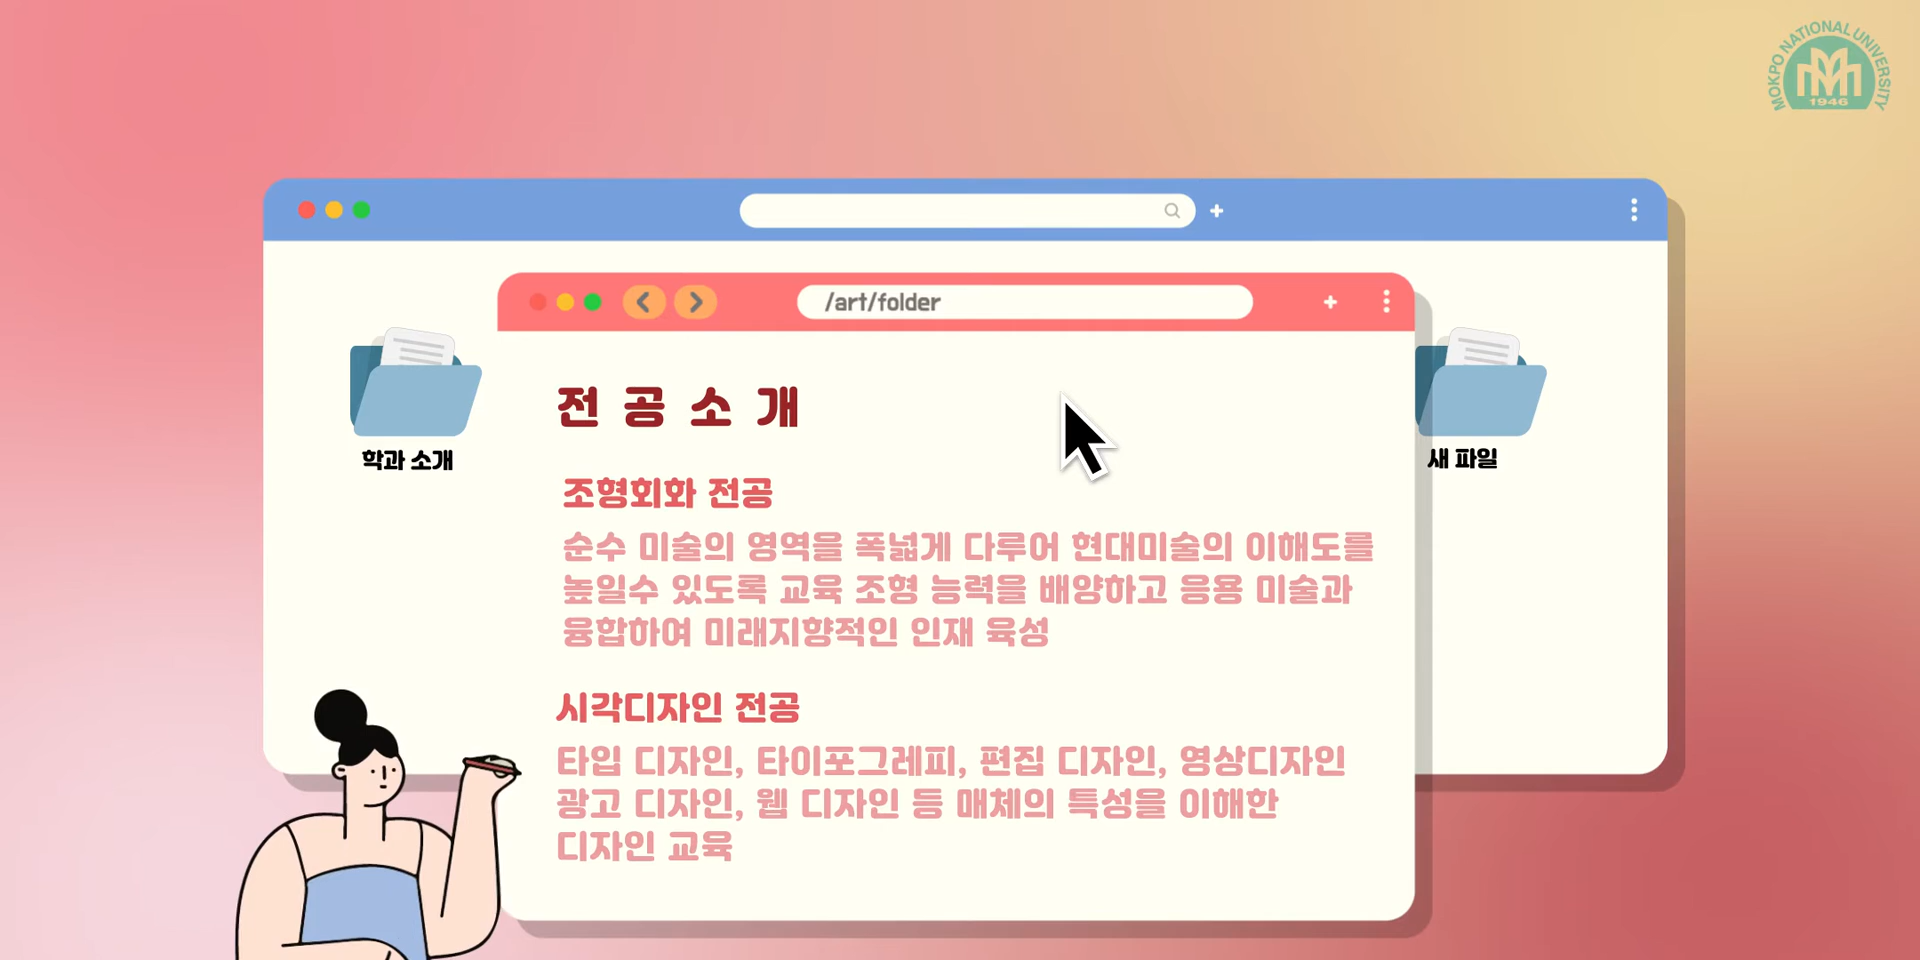 MOKPO NATIONAL UNIVERSITY
1946
/art/folder
학과 소개
새 파일
전공소개
조형회화 전공
순수 미술의 영역을 폭넓게 다루어 현대미술의 이해도를
높일수 있도록 교육 조형 능력을 배양하고 응용 미술과
융합하여 미래지향적인 인재 육성
시각디자인 전공
타입 디자인, 타이포그레피, 편집 디자인, 영상디자인
광고 디자인, 웹 디자인 등 매체의 특성을 이해한
디자인 교육